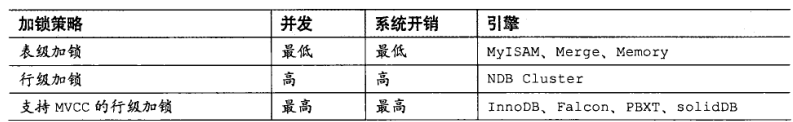 加锁策略 并发 系统开销 引擎
表级加锁 最低 最低 MyISAM、Merge、Memory
行级加锁 高 高 NDB Cluster
支持 MVCC 的行级加锁 最高 最高 InnoDB、Falcon、PBXT、solidDB